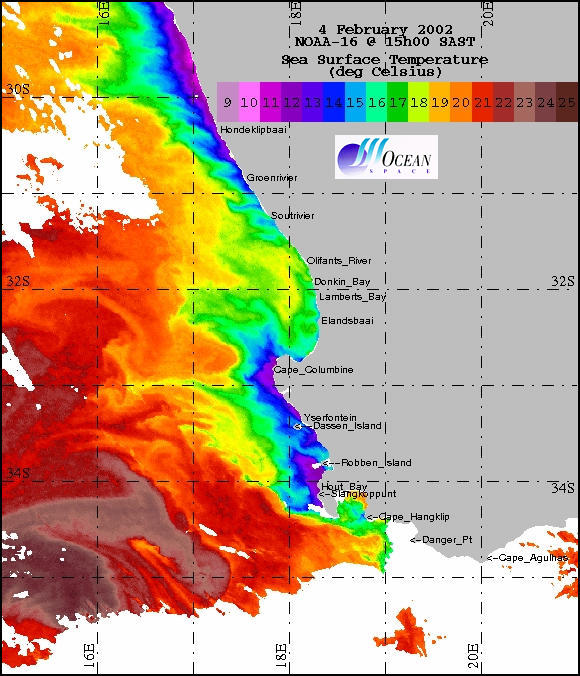 16E
18E
20E
4 February 2002
NOAA-16 @ 15h00 SAST
Sea Surface Temperature
(deg Celsius)
9 10 11 12 13 14 15 16 17 18 19 20 21 22 23 24 25
30S
Hondeklipbaai
OCEAN
SPACE
Groenrivier
Soutrivier
Olifants_River
32S
Donkin_Bay
32S
Lamberts_Bay
Elandsbaai
Cape_Columbine
Yserfontein
<--Dassen_Island
<--Robben_Island
34S
Hout_Bay
34S
<-Slangkoppunt
<-Cape_Hangklip
<-Danger_Pt
<-Cape_Agulhas
16E
18E
20E